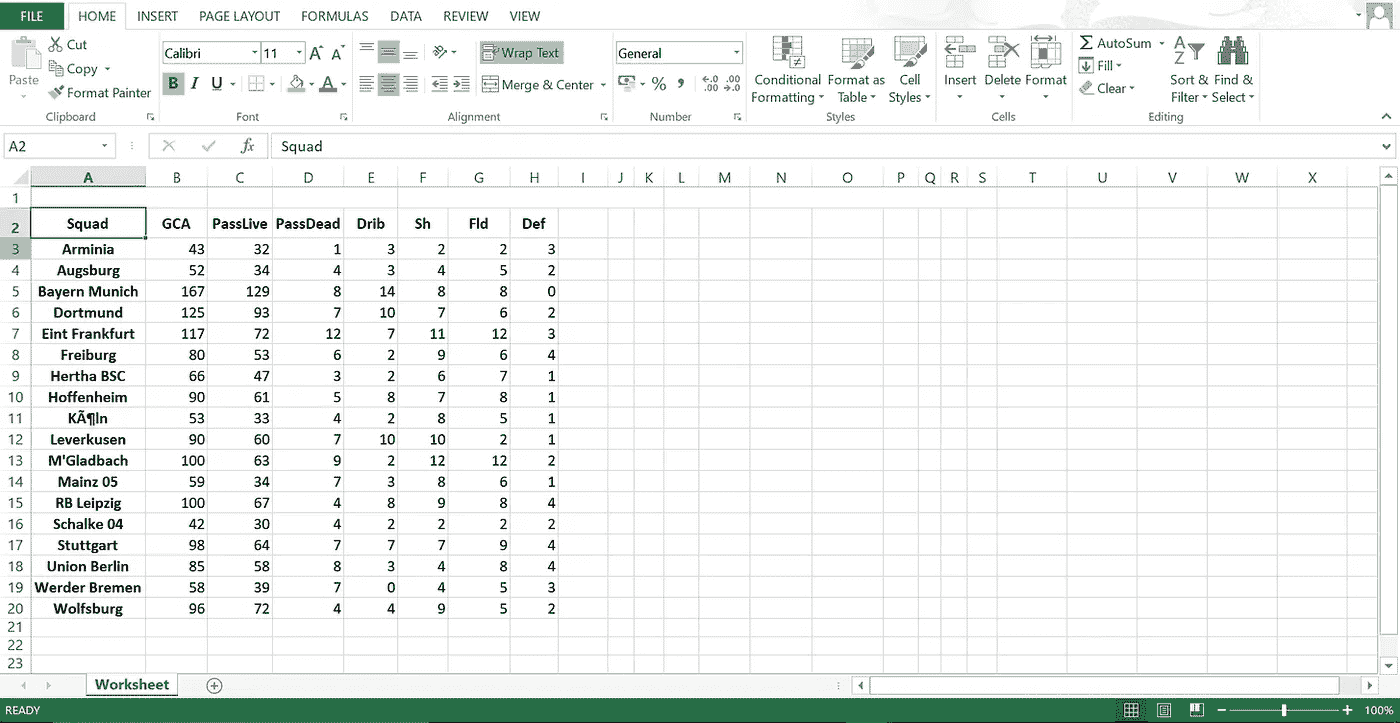 FILE HOME INSERT PAGE LAYOUT FORMULAS DATA REVIEW VIEW
Paste Cut Copy Format Painter Clipboard
Calibri 11 A A B I U A Font
Wrap Text Merge & Center Alignment
General % , .0 .00 .00 .0 Number
Conditional Formatting Format as Table Cell Styles Styles
Insert Delete Format Cells
Σ AutoSum Fill Clear A Z Sort & Filter Find & Select Editing
A2 fx Squad
A B C D E F G H I J K L M N O P Q R S T U V W X
1
2 Squad GCA PassLive PassDead Drib Sh Fld Def
3 Arminia 43 32 1 3 2 2 3
4 Augsburg 52 34 4 3 4 5 2
5 Bayern Munich 167 129 8 14 8 8 0
6 Dortmund 125 93 7 10 7 6 2
7 Eint Frankfurt 117 72 12 7 11 12 3
8 Freiburg 80 53 6 2 9 6 4
9 Hertha BSC 66 47 3 2 6 7 1
10 Hoffenheim 90 61 5 8 7 8 1
11 KÃ¶ln 53 33 4 2 8 5 1
12 Leverkusen 90 60 7 10 10 2 1
13 M'Gladbach 100 63 9 2 12 12 2
14 Mainz 05 59 34 7 3 8 6 1
15 RB Leipzig 100 67 4 8 9 8 4
16 Schalke 04 42 30 4 2 2 2 2
17 Stuttgart 98 64 7 7 7 9 4
18 Union Berlin 85 58 8 3 4 8 4
19 Werder Bremen 58 39 7 0 4 5 3
20 Wolfsburg 96 72 4 4 9 5 2
21
22
23
Worksheet
READY 100%